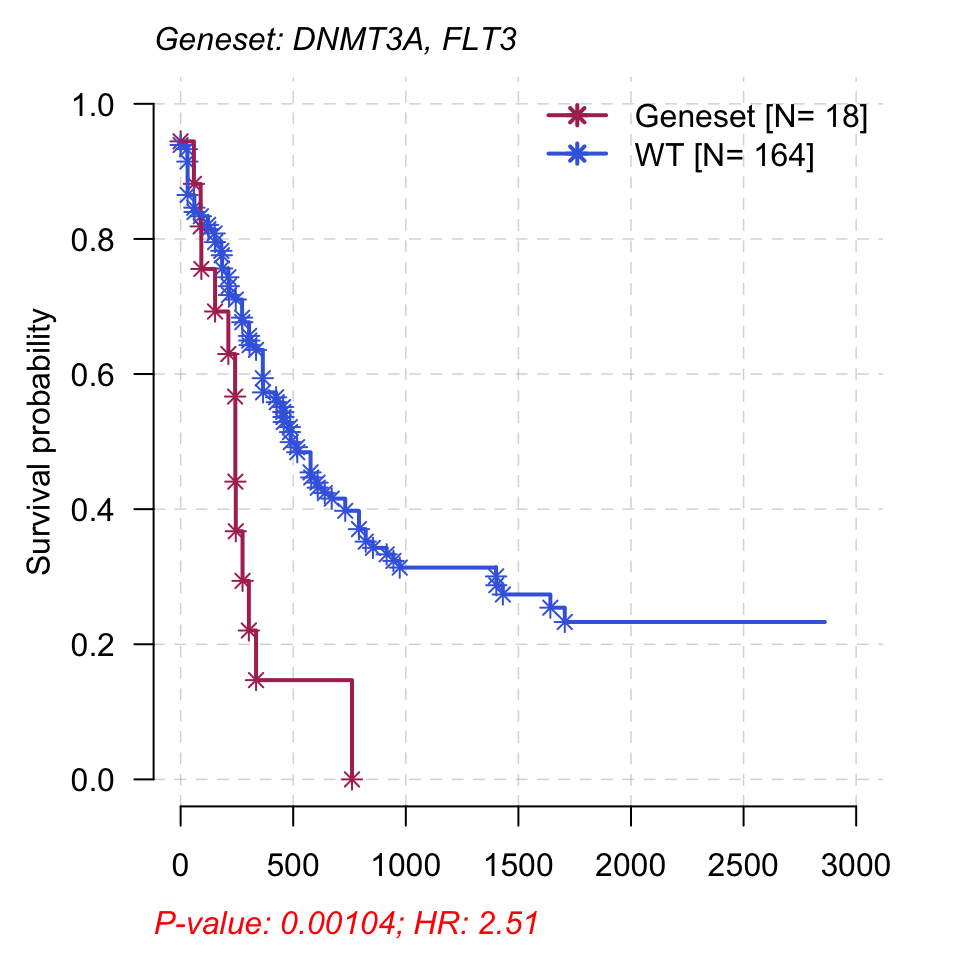 Geneset: DNMT3A, FLT3
Geneset [N= 18]
WT [N= 164]
Survival probability
1.0
0.8
0.6
0.4
0.2
0.0
0 500 1000 1500 2000 2500 3000
P-value: 0.00104; HR: 2.51